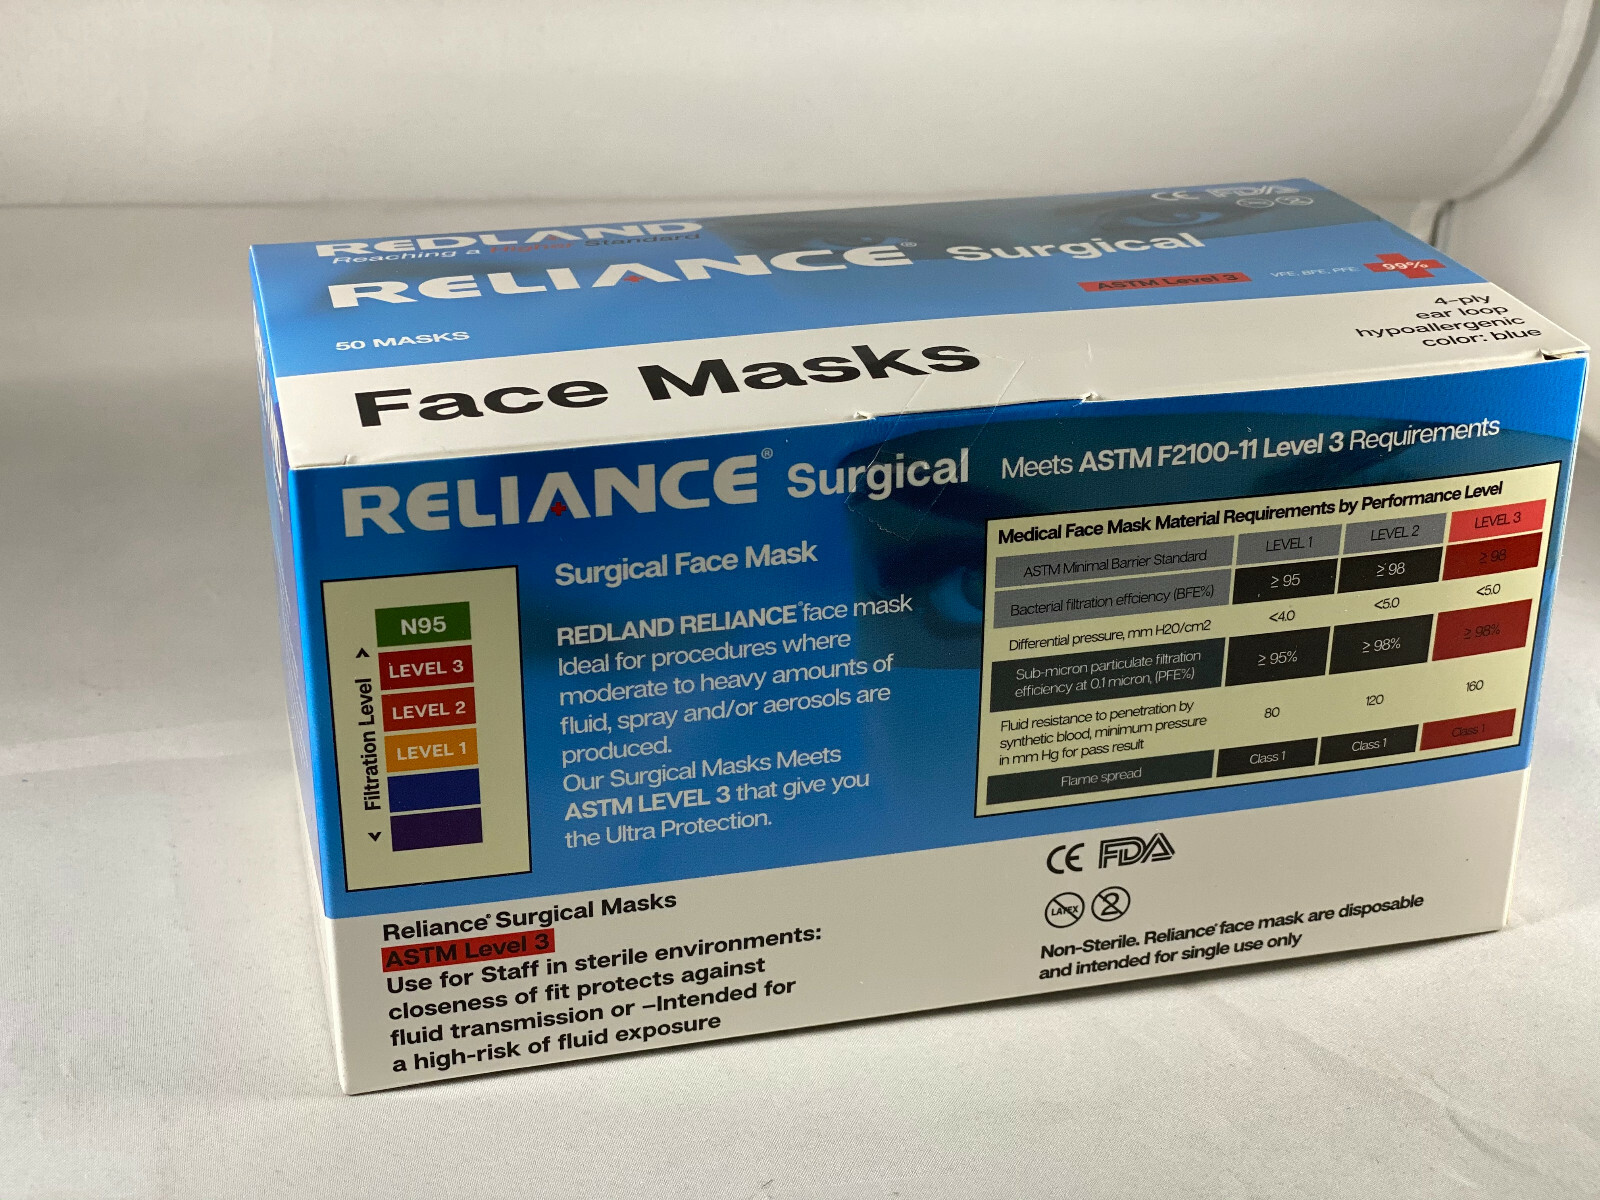 REDLAND
Reaching a Higher Standard
RELIANCE® Surgical
CE FDA
ASTM Level 3
VFE, BFE, PFE 99%
50 MASKS
Face Masks
4-ply
ear loop
hypoallergenic
color: blue
RELIANCE® Surgical
Meets ASTM F2100-11 Level 3 Requirements
Filtration Level
N95
LEVEL 3
LEVEL 2
LEVEL 1
Surgical Face Mask
REDLAND RELIANCE® face mask
Ideal for procedures where
moderate to heavy amounts of
fluid, spray and/or aerosols are
produced.
Our Surgical Masks Meets
ASTM LEVEL 3 that give you
the Ultra Protection.
Medical Face Mask Material Requirements by Performance Level
ASTM Minimal Barrier Standard LEVEL 1 LEVEL 2 LEVEL 3
Bacterial filtration effciency (BFE%) ≥ 95 ≥ 98 ≥ 98
Differential pressure, mm H20/cm2 <4.0 <5.0 <5.0
Sub-micron particulate filtration
efficiency at 0.1 micron, (PFE%) ≥ 95% ≥ 98% ≥ 98%
Fluid resistance to penetration by
synthetic blood, minimum pressure
in mm Hg for pass result 80 120 160
Flame spread Class 1 Class 1 Class 1
Reliance® Surgical Masks
ASTM Level 3
Use for Staff in sterile environments:
closeness of fit protects against
fluid transmission or –Intended for
a high-risk of fluid exposure
CE FDA
LATEX 2
Non-Sterile. Reliance® face mask are disposable
and intended for single use only